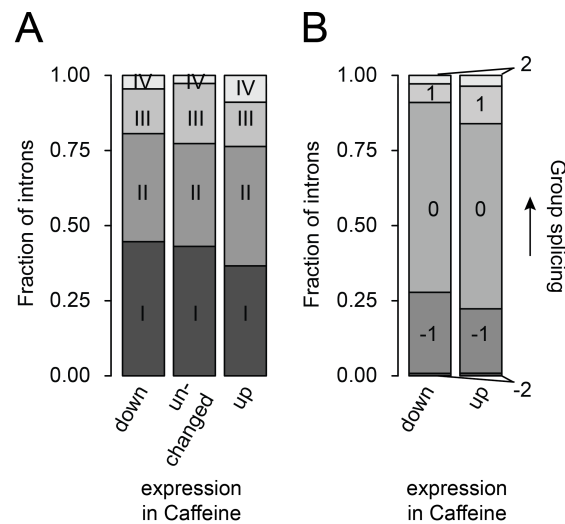 A
B
1.00
0.75
0.50
0.25
0.00
Fraction of introns
IV
III
II
I
IV
III
II
I
IV
III
II
I
down
un-
changed
up
expression
in Caffeine
1.00
0.75
0.50
0.25
0.00
Fraction of introns
2
1
0
-1
1
0
-1
-2
Group splicing
down
up
expression
in Caffeine